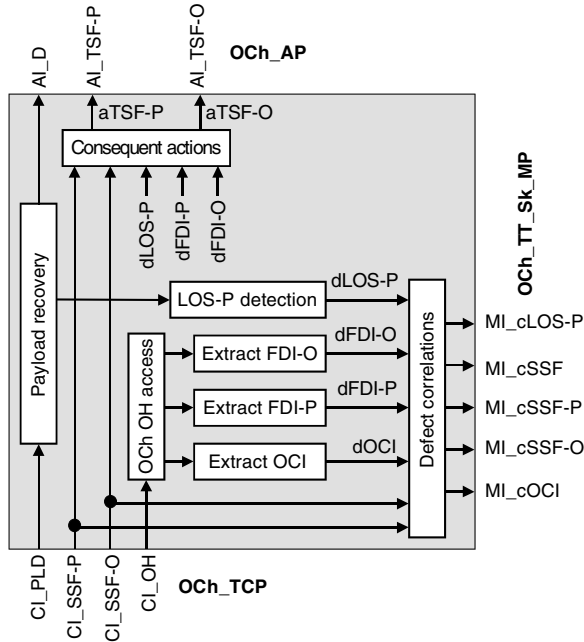 AI_D
AI_TSF-P
AI_TSF-O
OCh_AP
aTSF-P
aTSF-O
Consequent actions
dLOS-P
dFDI-P
dFDI-O
OCh_TT_Sk_MP
Payload recovery
LOS-P detection
dLOS-P
OCh OH access
Extract FDI-O
dFDI-O
Extract FDI-P
dFDI-P
Extract OCI
dOCI
Defect correlations
MI_cLOS-P
MI_cSSF
MI_cSSF-P
MI_cSSF-O
MI_cOCI
CI_PLD
CI_SSF-P
CI_SSF-O
CI_OH
OCh_TCP